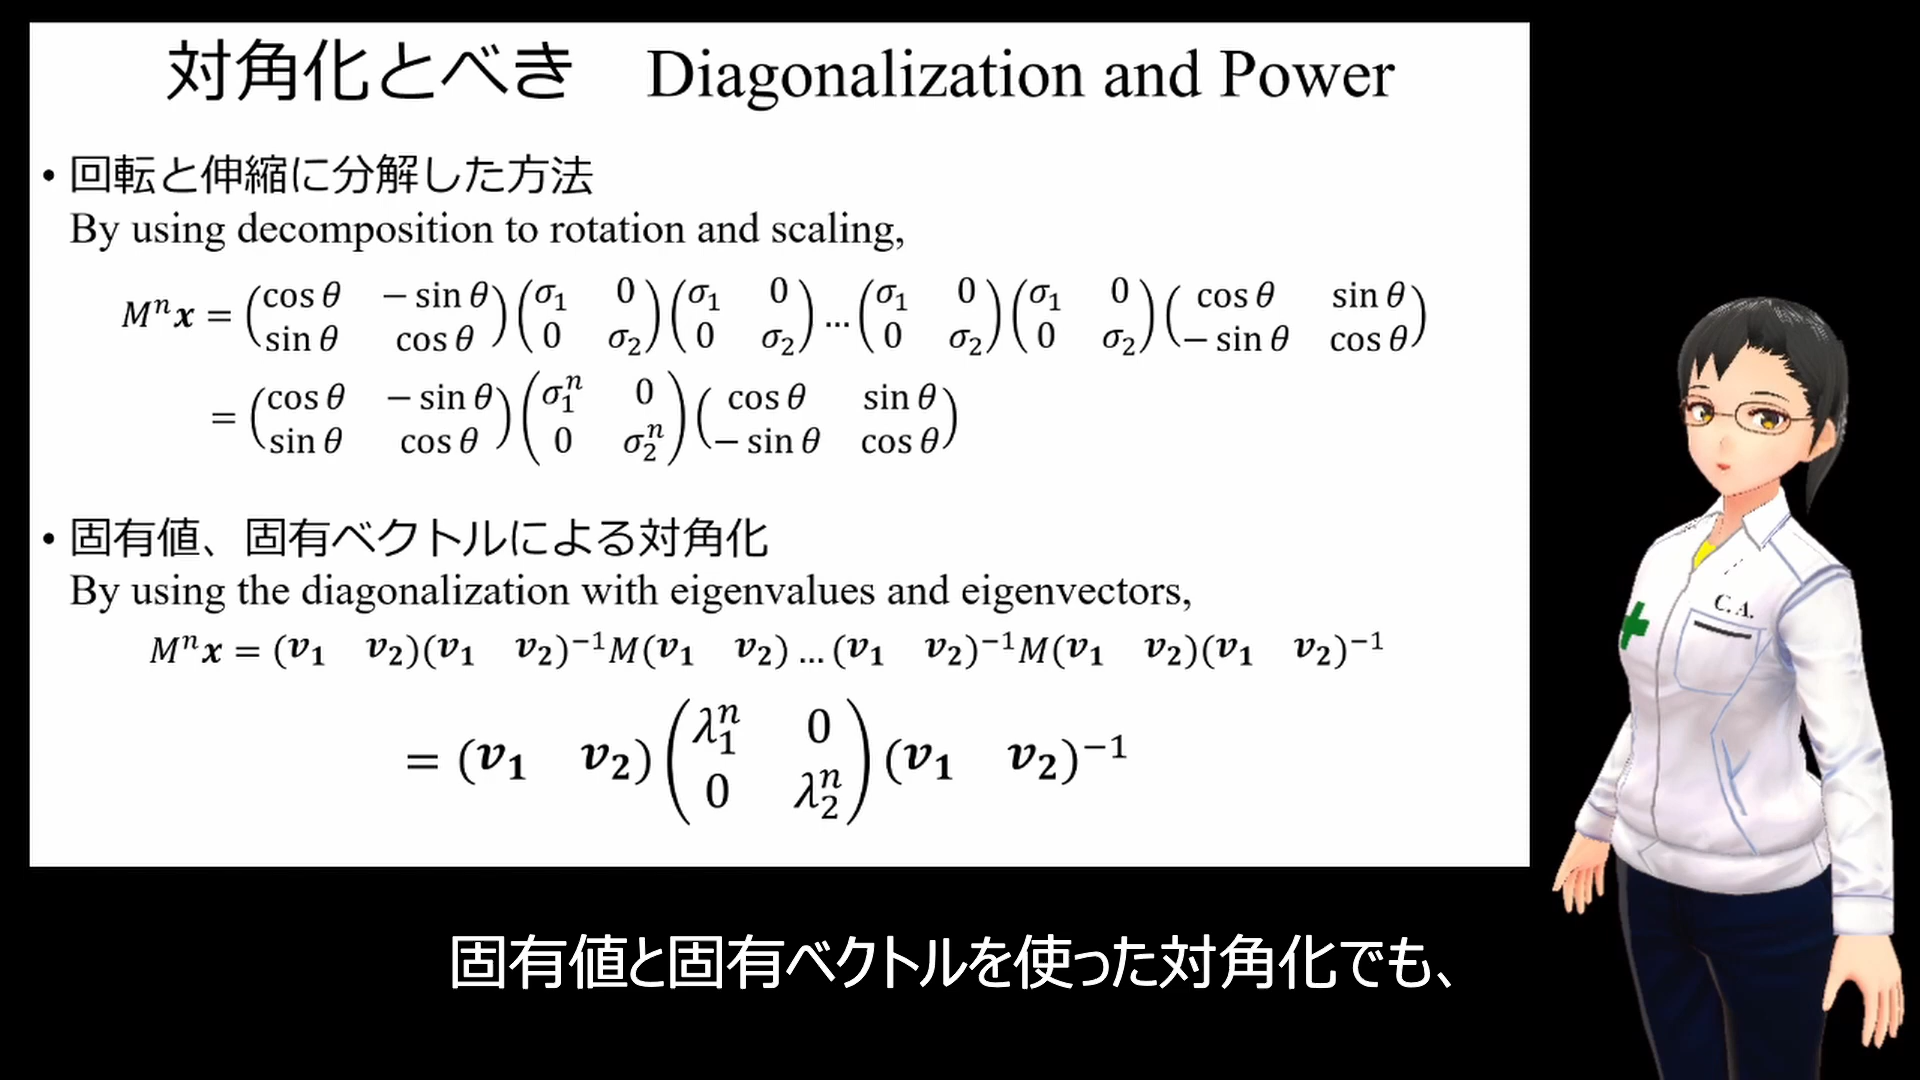 対角化とべき Diagonalization and Power
• 回転と伸縮に分解した方法
By using decomposition to rotation and scaling,
Mⁿx = (cos θ −sin θ; sin θ cos θ)(σ₁ 0; 0 σ₂)(σ₁ 0; 0 σ₂)…(σ₁ 0; 0 σ₂)(σ₁ 0; 0 σ₂)(cos θ sin θ; −sin θ cos θ)
= (cos θ −sin θ; sin θ cos θ)(σ₁ⁿ 0; 0 σ₂ⁿ)(cos θ sin θ; −sin θ cos θ)
• 固有値、固有ベクトルによる対角化
By using the diagonalization with eigenvalues and eigenvectors,
Mⁿx = (v₁ v₂)(v₁ v₂)⁻¹M(v₁ v₂)…(v₁ v₂)⁻¹M(v₁ v₂)(v₁ v₂)⁻¹
= (v₁ v₂)(λ₁ⁿ 0; 0 λ₂ⁿ)(v₁ v₂)⁻¹
C.A.
固有値と固有ベクトルを使った対角化でも、